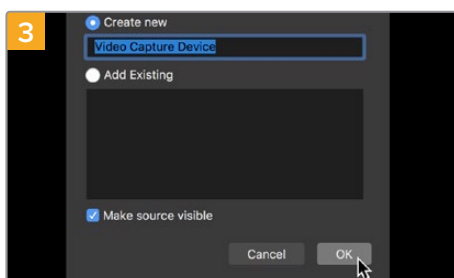 3
Create new
Video Capture Device
Add Existing
Make source visible
Cancel OK